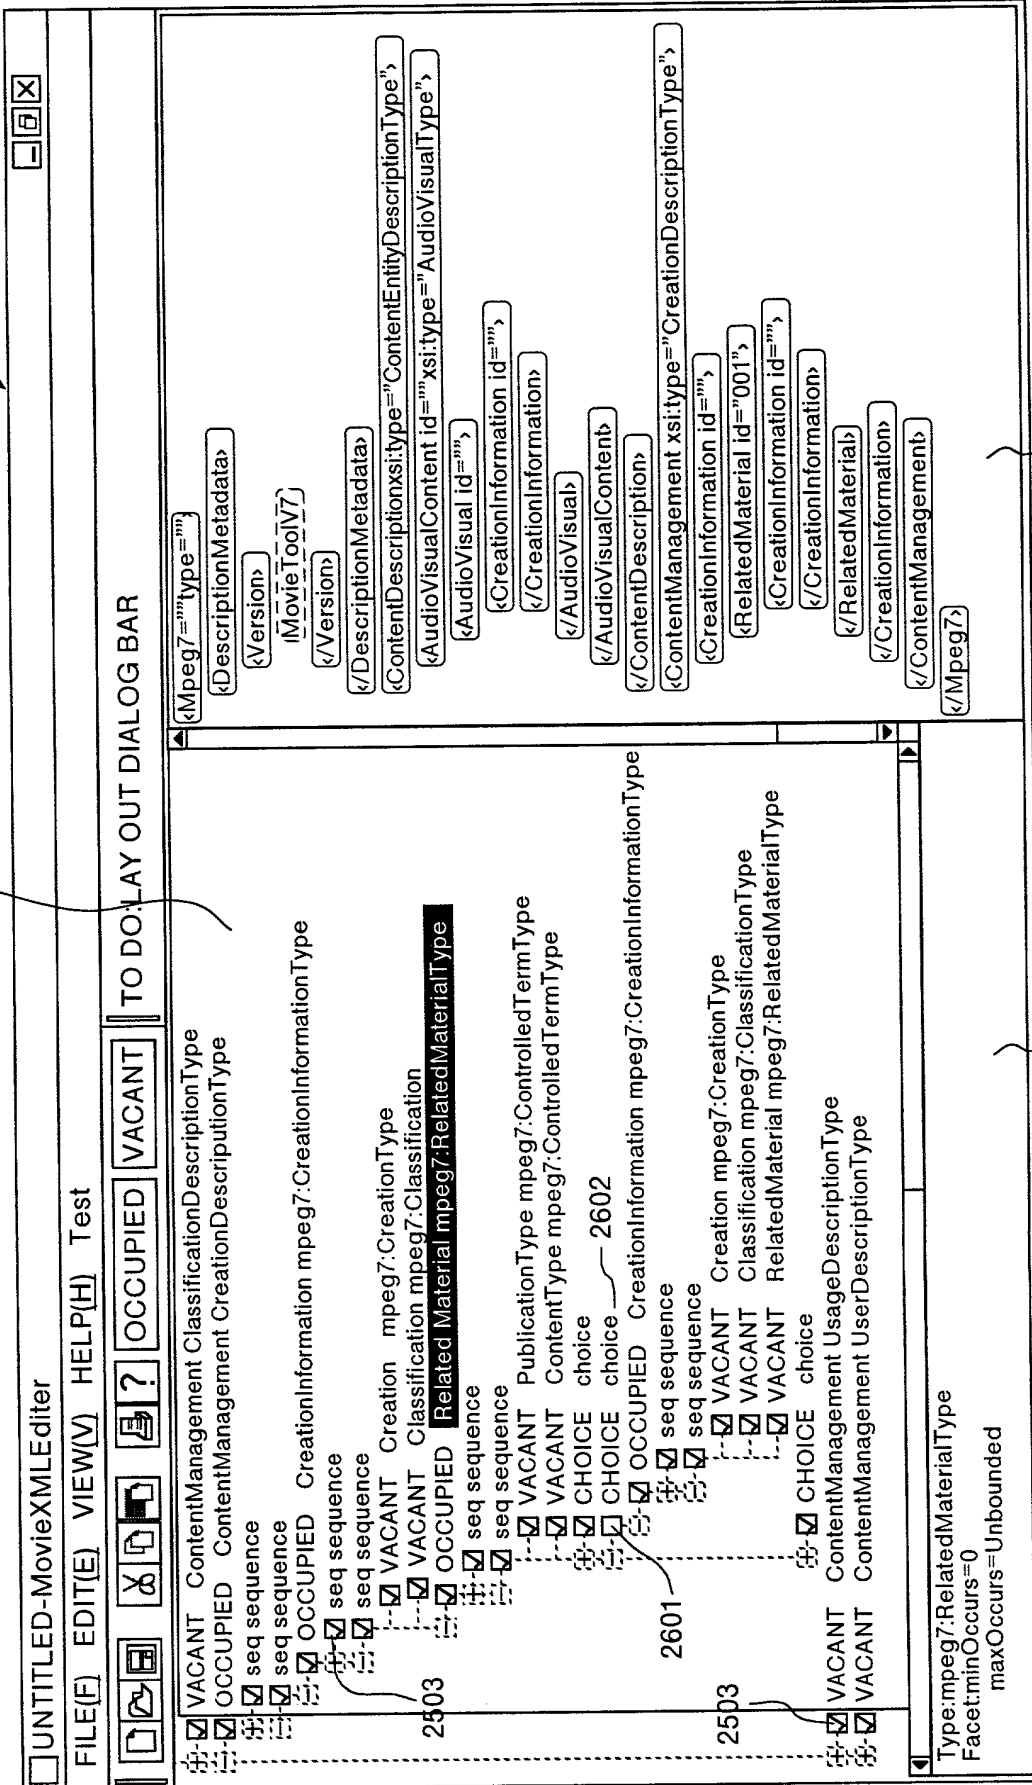 UNTITLED-MovieXMLEditer
FILE(F) EDIT(E) VIEW(V) HELP(H) Test
? OCCUPIED VACANT TO DO:LAY OUT DIALOG BAR
VACANT ContentManagement ClassificationDescriptionType
OCCUPIED ContentManagement CreationDescriputionType
seq sequence
seq sequence
OCCUPIED CreationInformation mpeg7:CreationInformationType
seq sequence
seq sequence
VACANT Creation mpeg7:CreationType
VACANT Classification mpeg7:Classification
OCCUPIED Related Material mpeg7:RelatedMaterialType
seq sequence
seq sequence
VACANT PublicationType mpeg7:ControlledTermType
VACANT ContentType mpeg7:ControlledTermType
CHOICE choice
CHOICE choice 2602
OCCUPIED CreationInformation mpeg7:CreationInformationType
seq sequence
seq sequence
VACANT Creation mpeg7:CreationType
VACANT Classification mpeg7:ClassificationType
VACANT RelatedMaterial mpeg7:RelatedMaterialType
CHOICE choice
VACANT ContentManagement UsageDescriptionType
VACANT ContentManagement UserDescriptionType
2503
2601
2503
Type:mpeg7:RelatedMaterialType
Facet:minOccurs=0
maxOccurs=Unbounded
<Mpeg7=""type="">
<DescriptionMetadata>
<Version>
MovieToolV7
</Version>
</DescriptionMetadata>
<ContentDescriptionxsi:type="ContentEntityDescriptionType">
<AudioVisualContent id=""xsi:type="AudioVisualType">
<AudioVisual id="">
<CreationInformation id="">
</CreationInformation>
</AudioVisual>
</AudioVisualContent>
</ContentDescription>
<ContentManagement xsi:type="CreationDescriptionType">
<CreationInformation id="">
<RelatedMaterial id="001">
<CreationInformation id="">
</CreationInformation>
</RelatedMaterial>
</CreationInformation>
</ContentManagement>
</Mpeg7>